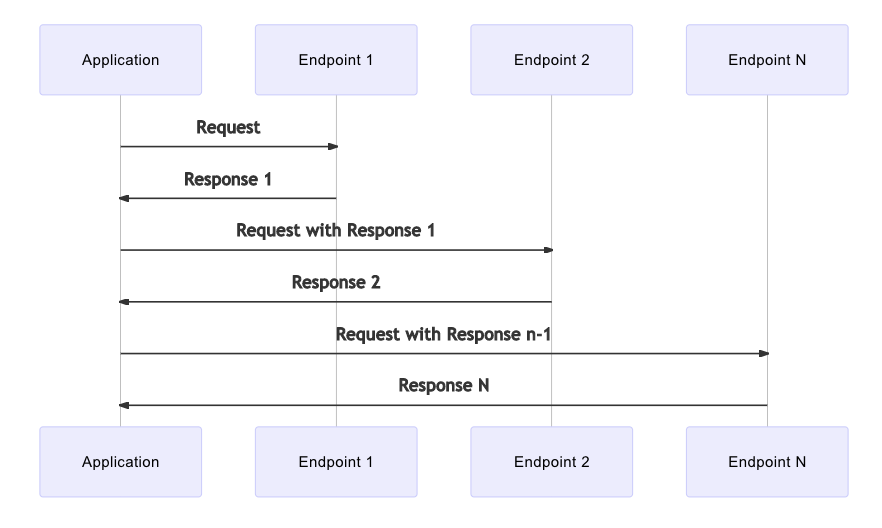 Application
Endpoint 1
Endpoint 2
Endpoint N
Request
Response 1
Request with Response 1
Response 2
Request with Response n-1
Response N
Application
Endpoint 1
Endpoint 2
Endpoint N